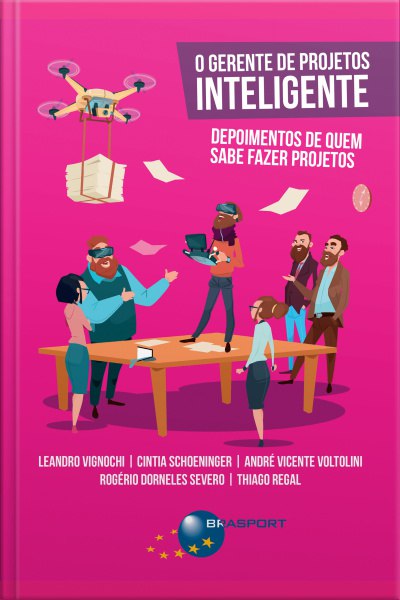 O GERENTE DE PROJETOS
INTELIGENTE
DEPOIMENTOS DE QUEM
SABE FAZER PROJETOS
LEANDRO VIGNOCHI | CINTIA SCHOENINGER | ANDRÉ VICENTE VOLTOLINI
ROGÉRIO DORNELES SEVERO | THIAGO REGAL
BRASPORT